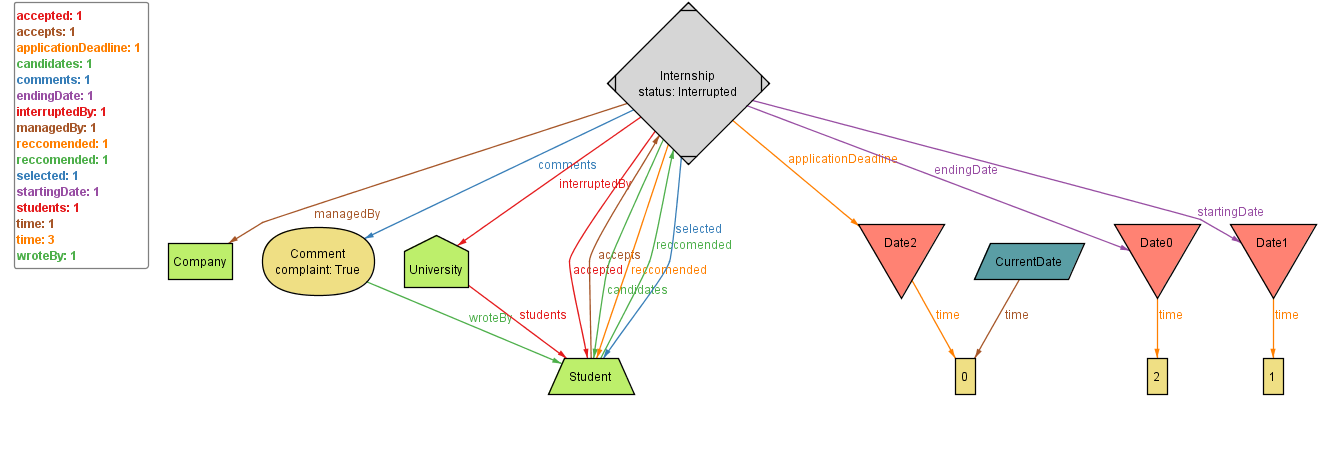 accepted: 1
accepts: 1
applicationDeadline: 1
candidates: 1
comments: 1
endingDate: 1
interruptedBy: 1
managedBy: 1
reccomended: 1
reccomended: 1
selected: 1
startingDate: 1
students: 1
time: 1
time: 3
wroteBy: 1
Internship
status: Interrupted
comments
interruptedBy
applicationDeadline
endingDate
managedBy
startingDate
selected
reccomended
accepts
accepted
reccomended
candidates
Company
Comment
complaint: True
University
Date2
CurrentDate
Date0
Date1
wroteBy
students
time
time
time
time
Student
0
2
1